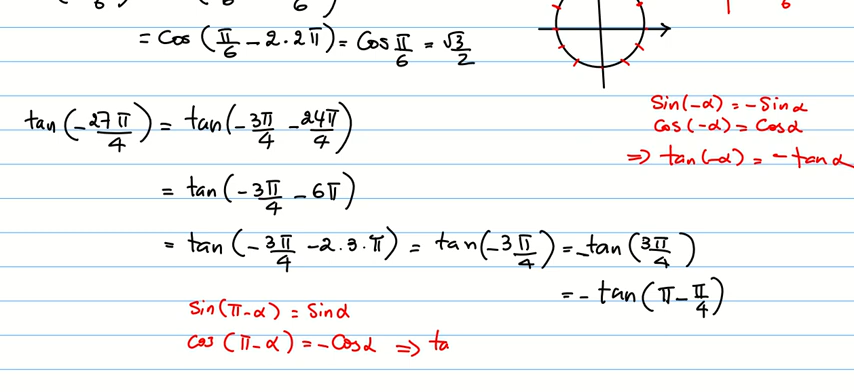 = cos(π/6 - 2·2π) = cos π/6 = √3/2
sin(-α) = -sinα
cos(-α) = cosα
=> tan(-α) = -tanα
tan(-27π/4) = tan(-3π/4 - 24π/4)
= tan(-3π/4 - 6π)
= tan(-3π/4 - 2·3·π) = tan(-3π/4) = -tan(3π/4)
= -tan(π - π/4)
sin(π-α) = sinα
cos(π-α) = -cosα => ta